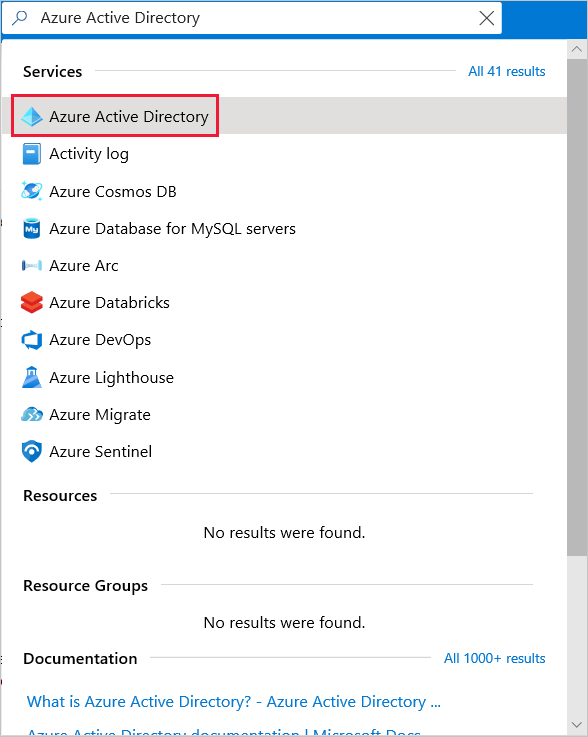 Azure Active Directory
Services
All 41 results
Azure Active Directory
Activity log
Azure Cosmos DB
My
Azure Database for MySQL servers
Azure Arc
Azure Databricks
Azure DevOps
Azure Lighthouse
Azure Migrate
Azure Sentinel
Resources
No results were found.
Resource Groups
No results were found.
Documentation
All 1000+ results
What is Azure Active Directory? - Azure Active Directory ...
Azure Active Directory documentation | Microsoft Docs